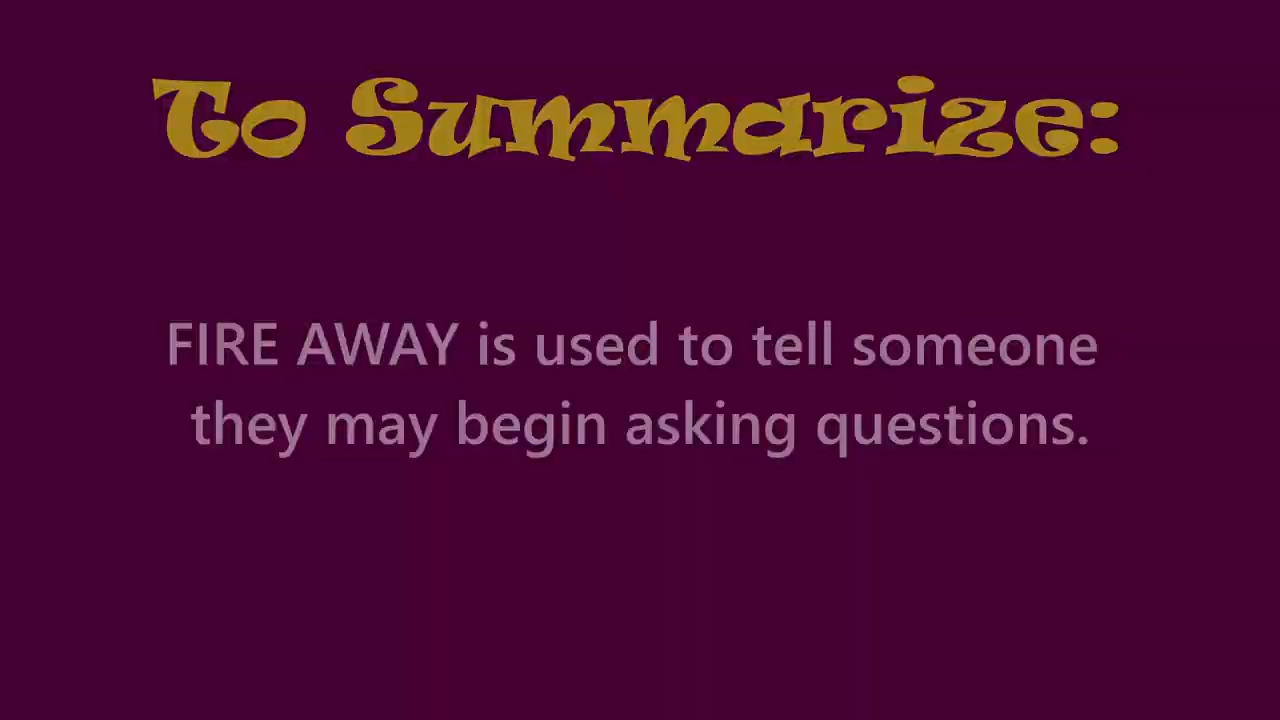 To Summarize:
FIRE AWAY is used to tell someone
they may begin asking questions.